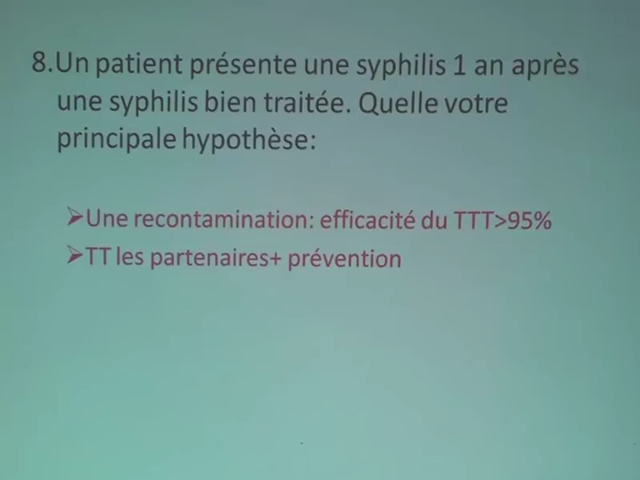 8.Un patient présente une syphilis 1 an après
une syphilis bien traitée. Quelle votre
principale hypothèse:
➢Une recontamination: efficacité du TTT>95%
➢TT les partenaires+ prévention